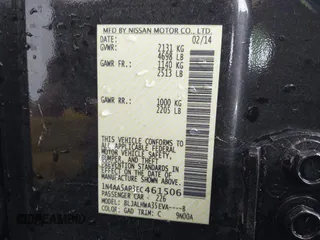 MFD BY NISSAN MOTOR CO., LTD.
DATE: 02/14
GVWR: 2131 KG
4698 LB
GAWR FR: 1140 KG
2513 LB
GAWR RR: 1000 KG
2205 LB
THIS VEHICLE CONFORMS TO
ALL APPLICABLE FEDERAL
MOTOR VEHICLE SAFETY,
BUMPER, AND THEFT
PREVENTION STANDARDS IN
EFFECT ON THE DATE OF
MANUFACTURE SHOWN ABOVE.
1N4AA5AP3EC461506
PASSENGER CAR 226
MODEL: BLJALHWA35EVA----B
COLOR: GAD TRIM: C 9N00A